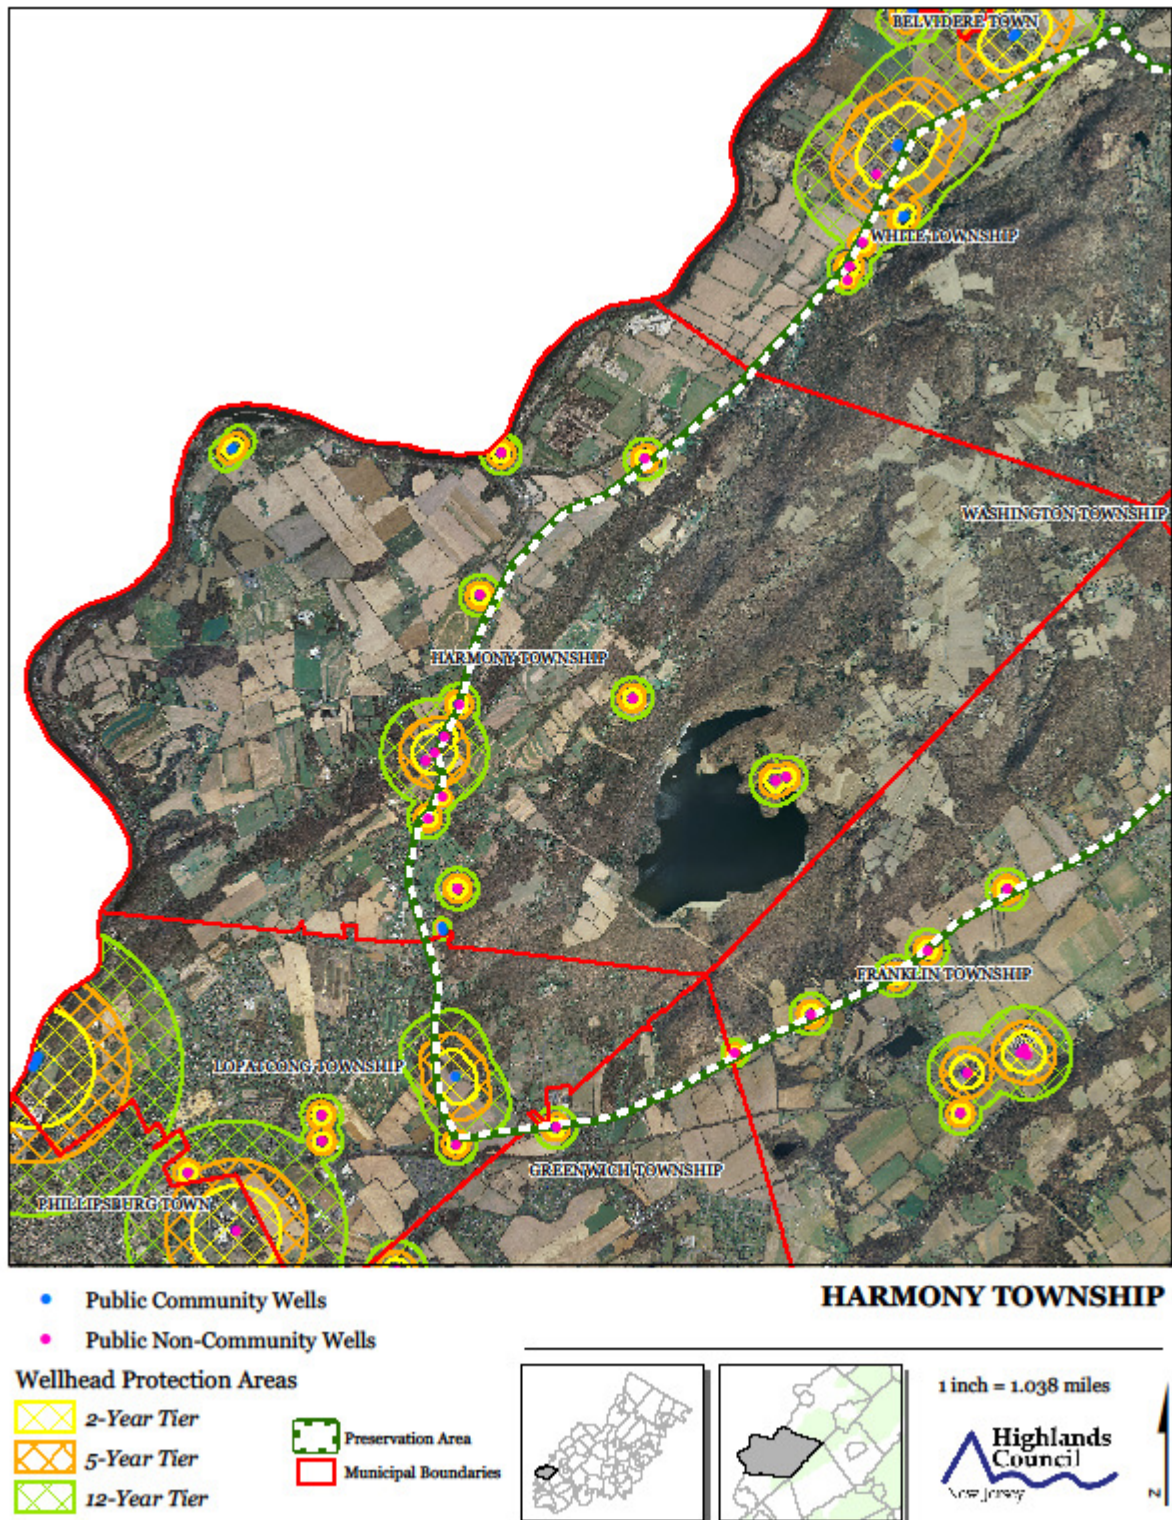 BELVIDERE TOWN
WHITE TOWNSHIP
WASHINGTON TOWNSHIP
HARMONY TOWNSHIP
FRANKLIN TOWNSHIP
LOPATCONG TOWNSHIP
GREENWICH TOWNSHIP
PHILLIPSBURG TOWN
Public Community Wells
Public Non-Community Wells
Wellhead Protection Areas
2-Year Tier
5-Year Tier
12-Year Tier
Preservation Area
Municipal Boundaries
HARMONY TOWNSHIP
1 inch = 1.038 miles
Highlands
Council
New Jersey
N